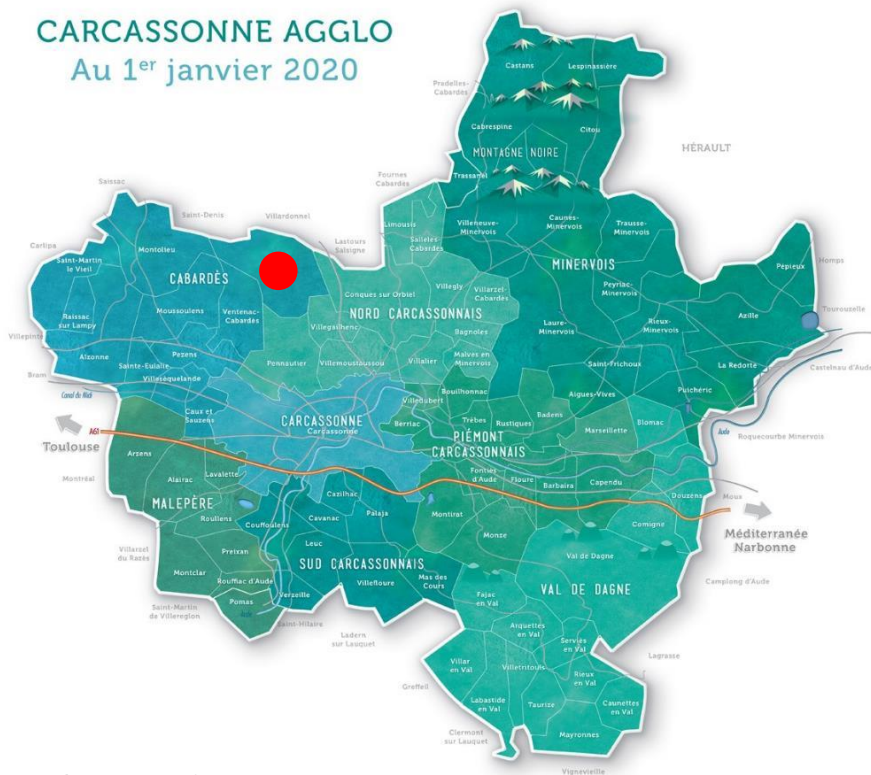 CARCASSONNE AGGLO
Au 1er janvier 2020
Castans
Lespinassière
Pradelles-
Cabardès
Cabrespine
Citou
MONTAGNE NOIRE
HÉRAULT
Trassanel
Fournes
Cabardès
Saissac
Saint-Denis
Villardonnel
Lastours
Salsigne
Limousis
Salleles
Cabardès
Villeneuve-
Minervois
Caunes-
Minervois
Trausse-
Minervois
Carlipa
Montolieu
Saint-Martin
le Vieil
CABARDÈS
MINERVOIS
Pépieux
Homps
Conques sur Orbiel
Villegly
Villarzel-
Cabardès
Peyriac-
Minervois
Raissac
sur Lampy
Moussoulens
Ventenac-
Cabardès
NORD CARCASSONNAIS
Azille
Tourouzelle
Villegailhenc
Bagnoles
Laure-
Minervois
Rieux-
Minervois
Villepinte
Alzonne
Pezens
Sainte-Eulalie
Villesèquelande
Pennautier
Villemoustaussou
Villalier
Malves en
Minervois
Saint-Frichoux
La Redorte
Castelnau d'Aude
Bram
Canal du Midi
Rouilhonnac
Villedubert
Aigues-Vives
Puichéric
Caux et
Sauzens
CARCASSONNE
Carcassonne
Berriac
Trèbes
Rustiques
Badens
Marseillette
Blomac
Aude
Roquecourbe Minervois
A61
Toulouse
PIÉMONT
CARCASSONNAIS
Arzens
Montréal
Alairac
Lavalette
Fontiès
d'Aude
Floure
Barbaira
Capendu
Douzens
Moux
MALEPÈRE
Cazilhac
Roullens
Couffoulens
Cavanac
Palaja
Montirat
Comigne
Méditerranée
Narbonne
Villarzel
du Razès
Leuc
Monze
Preixan
SUD CARCASSONNAIS
Val de Dagne
Montclar
Rouffiac d'Aude
Verzeille
Villefloure
Mas des
Cours
VAL DE DAGNE
Camplong d'Aude
Fajac
en Val
Pomas
Aude
Saint-Martin
de Villereglan
Saint-Hilaire
Ladern
sur Lauquet
Arquettes
en Val
Serviès
en Val
Lagrasse
Villar
en Val
Villetritouls
Rieux
en Val
Greffeil
Labastide
en Val
Taurize
Caunettes
en Val
Clermont
sur Lauquet
Mayronnes
Vignevieille